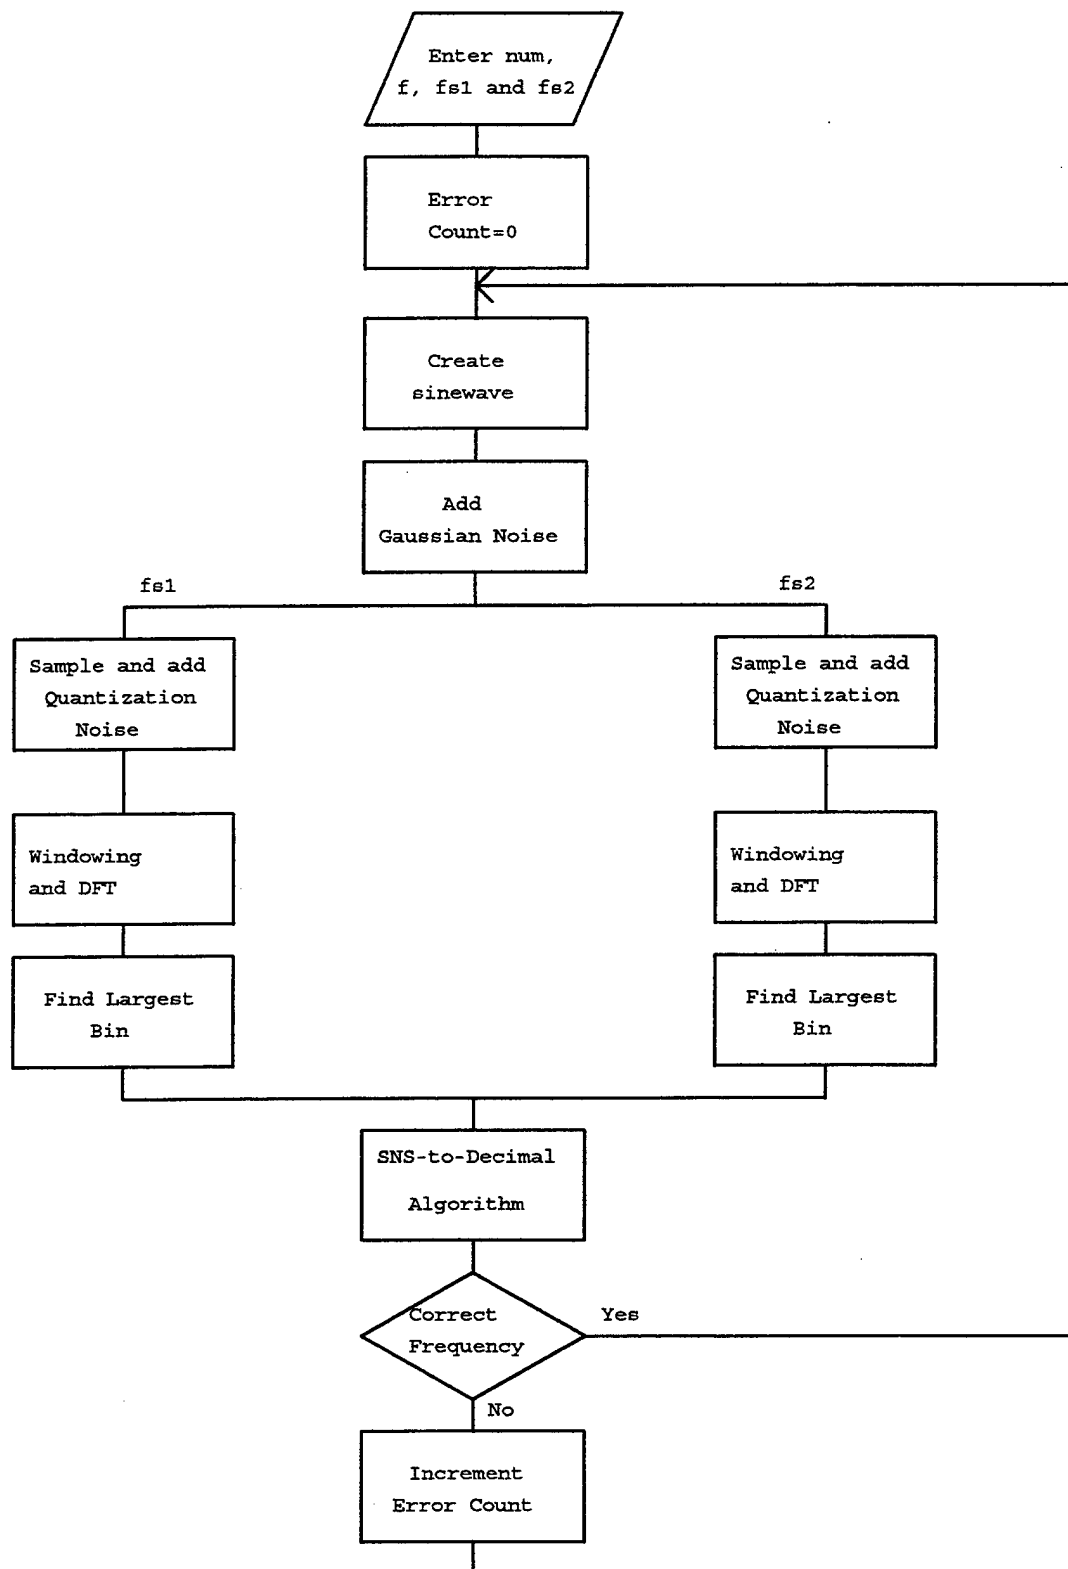 Enter num,
f, fs1 and fs2
Error
Count=0
Create
sinewave
Add
Gaussian Noise
fs1
fs2
Sample and add
Quantization
Noise
Sample and add
Quantization
Noise
Windowing
and DFT
Windowing
and DFT
Find Largest
Bin
Find Largest
Bin
SNS-to-Decimal
Algorithm
Correct
Frequency
Yes
No
Increment
Error Count